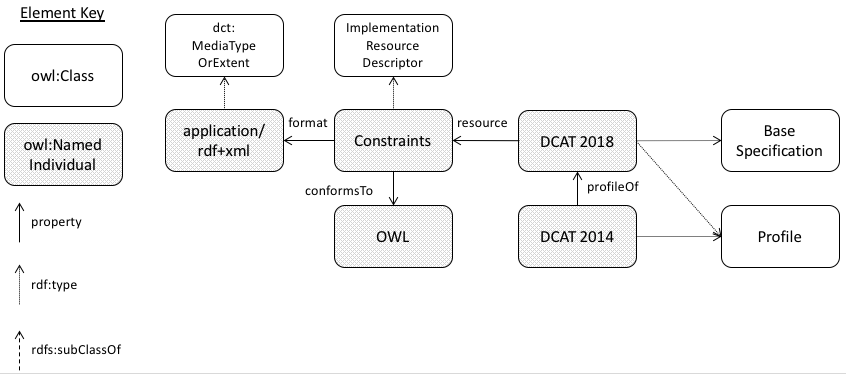 Element Key
owl:Class
owl:Named
Individual
property
rdf:type
rdfs:subClassOf
dct:
MediaType
OrExtent
Implementation
Resource
Descriptor
application/
rdf+xml
format
Constraints
resource
DCAT 2018
Base
Specification
conformsTo
profileOf
OWL
DCAT 2014
Profile